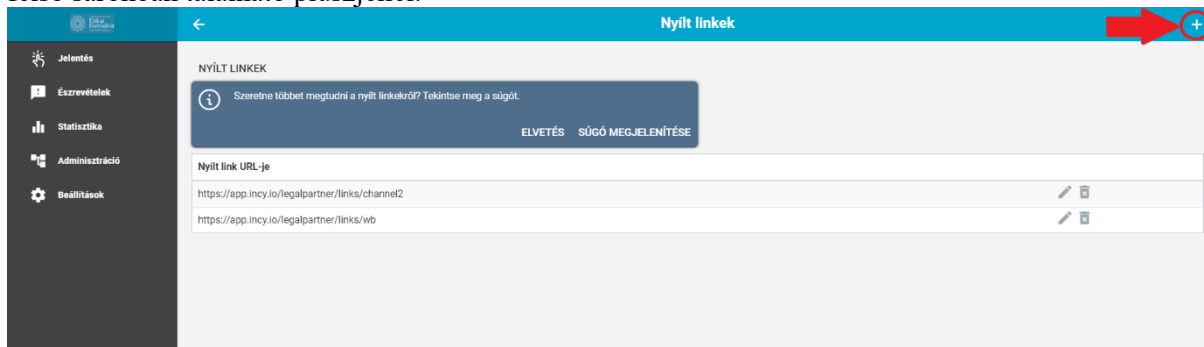 Nyílt linkek
+
Jelentés
Észrevételek
Statisztika
Adminisztráció
Beállítások
NYÍLT LINKEK
Szeretne többet megtudni a nyílt linkekről? Tekintse meg a súgót.
ELVETÉS SÚGÓ MEGJELENÍTÉSE
Nyílt link URL-je
https://app.incy.io/legalpartner/links/channel2
https://app.incy.io/legalpartner/links/wb